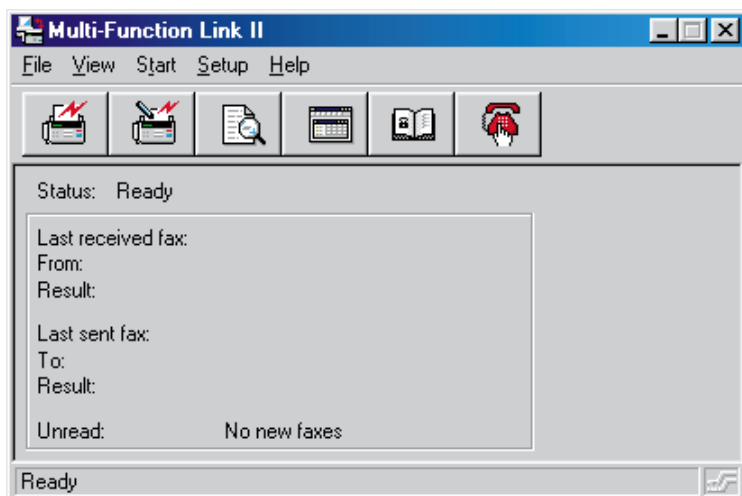 Multi-Function Link II
File View Start Setup Help
Status: Ready
Last received fax:
From:
Result:
Last sent fax:
To:
Result:
Unread: No new faxes
Ready